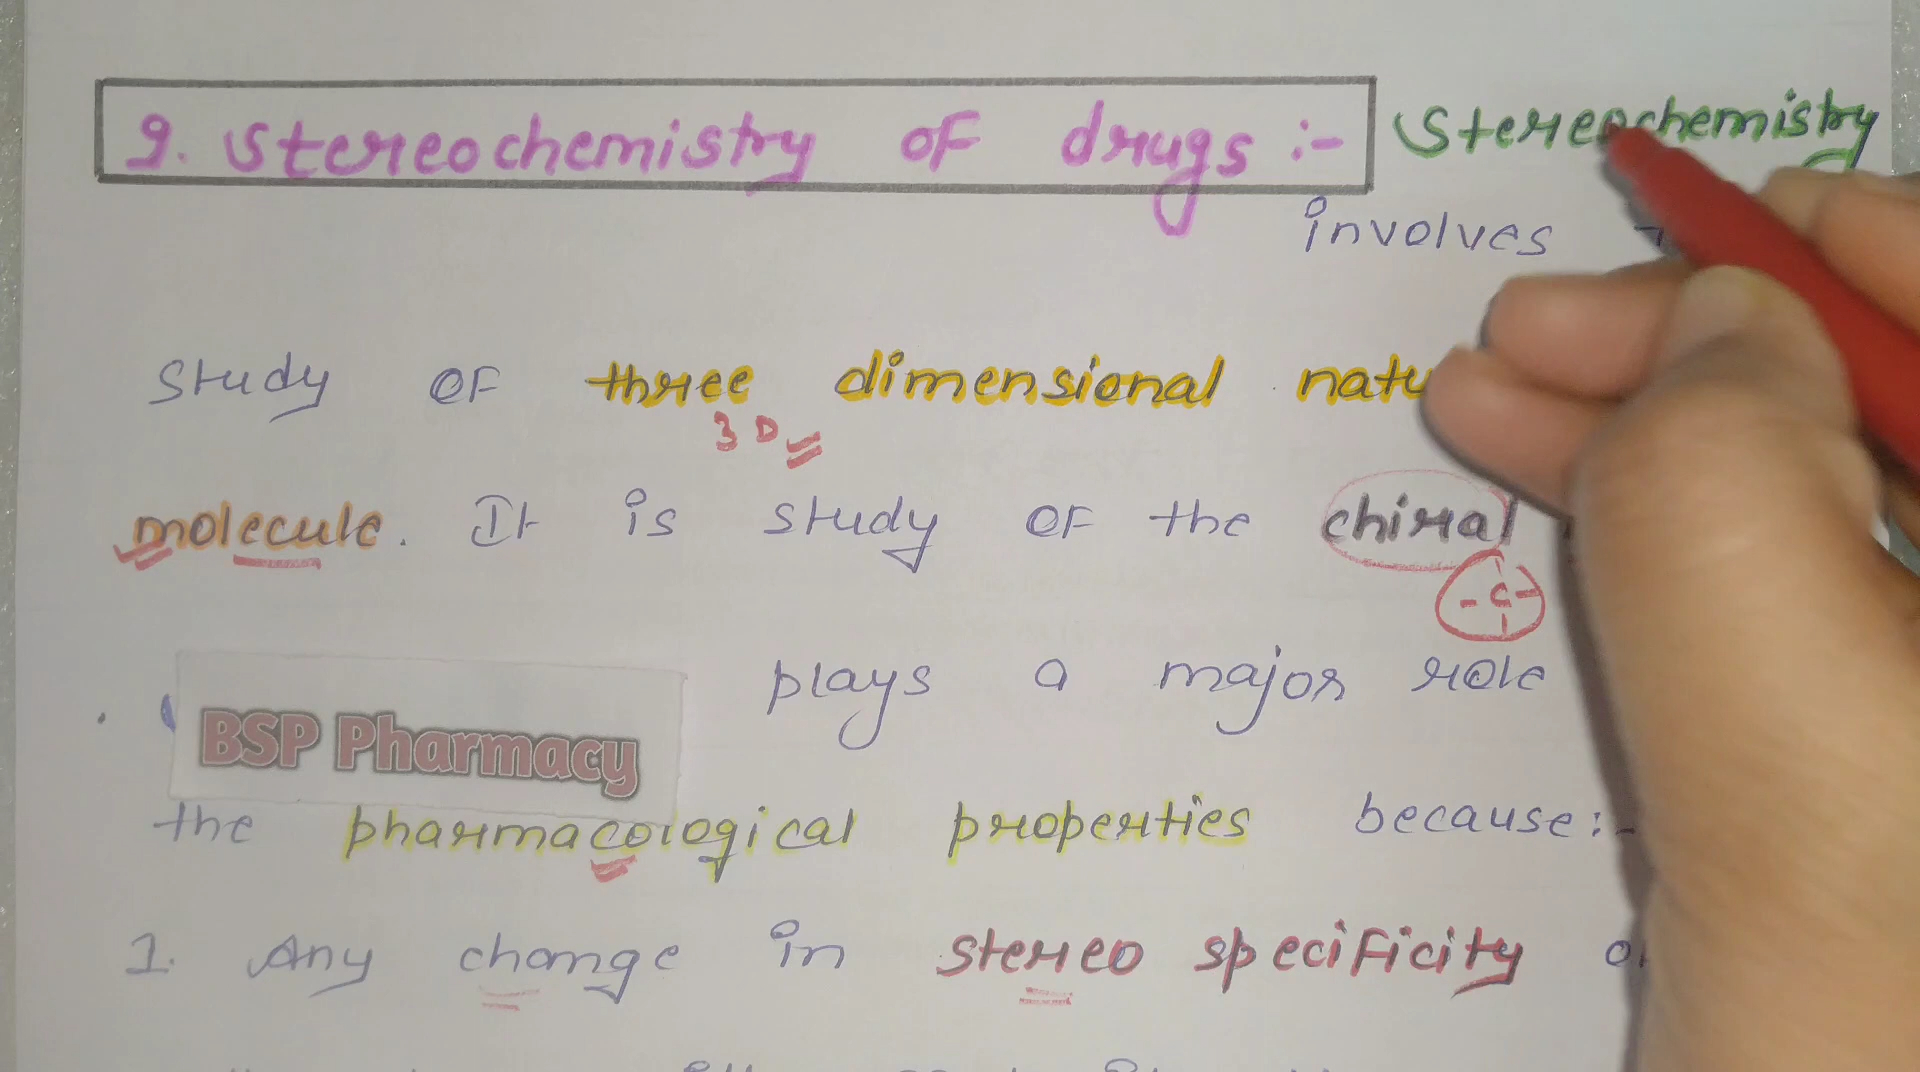 9. Stereochemistry of drugs :- Stereochemistry
involves
Study of three dimensional
3D
molecule. It is study of the chiral
-C-
BSP Pharmacy plays a major role
the pharmacological properties because:-
1. Any change in stereo specificity